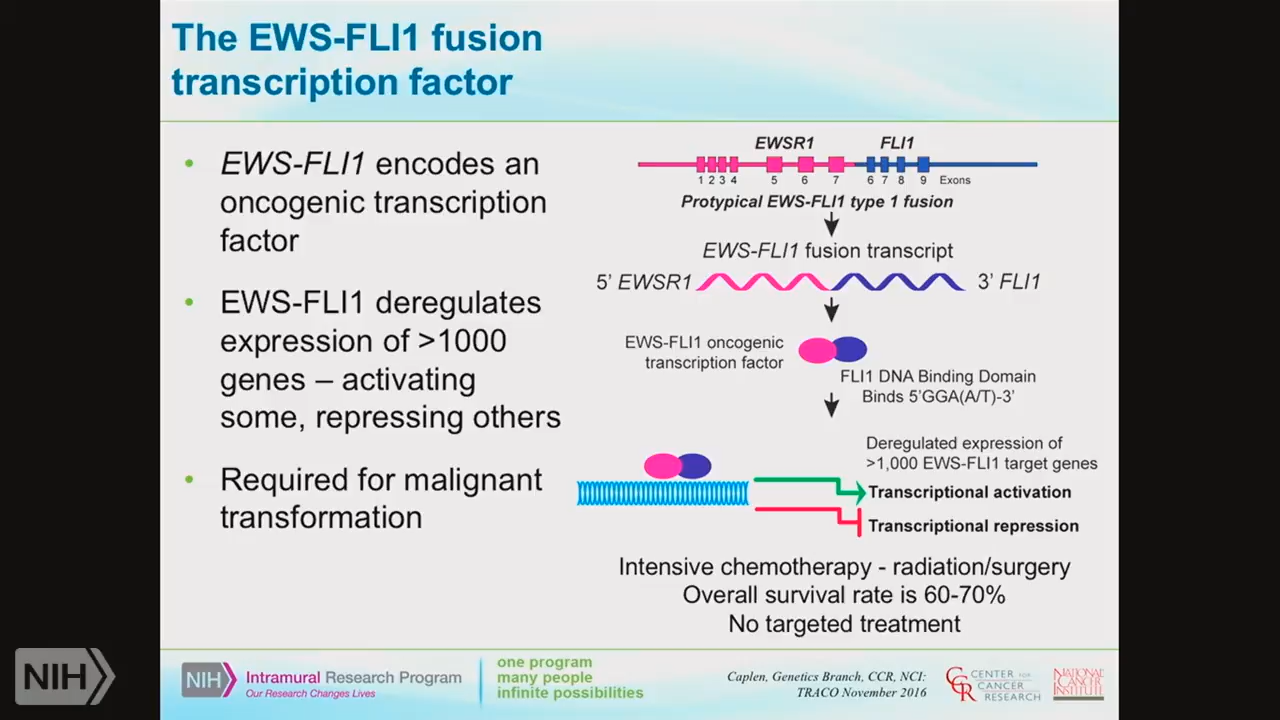 The EWS-FLI1 fusion
transcription factor
• EWS-FLI1 encodes an
oncogenic transcription
factor
• EWS-FLI1 deregulates
expression of >1000
genes – activating
some, repressing others
• Required for malignant
transformation
EWSR1 FLI1
1 2 3 4 5 6 7 6 7 8 9 Exons
Protypical EWS-FLI1 type 1 fusion
EWS-FLI1 fusion transcript
5' EWSR1 3' FLI1
EWS-FLI1 oncogenic
transcription factor
FLI1 DNA Binding Domain
Binds 5'GGA(A/T)-3'
Deregulated expression of
>1,000 EWS-FLI1 target genes
Transcriptional activation
Transcriptional repression
Intensive chemotherapy - radiation/surgery
Overall survival rate is 60-70%
No targeted treatment
NIH
NIH
Intramural Research Program
Our Research Changes Lives
one program
many people
infinite possibilities
Caplen, Genetics Branch, CCR, NCI:
TRACO November 2016
CCR
CENTER FOR
CANCER
RESEARCH
NATIONAL
CANCER
INSTITUTE